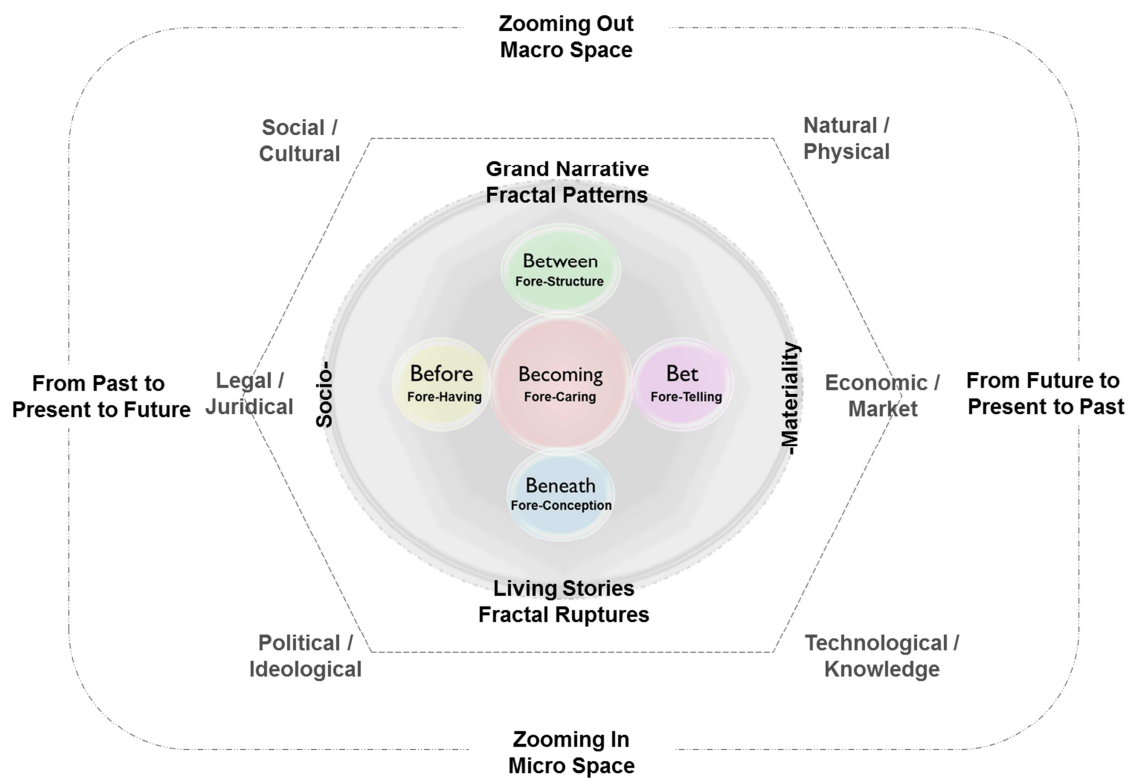 Zooming Out
Macro Space
Social /
Cultural
Natural /
Physical
Grand Narrative
Fractal Patterns
Between
Fore-Structure
From Past to
Present to Future
Legal /
Juridical
Socio-
Before
Fore-Having
Becoming
Fore-Caring
Bet
Fore-Telling
-Materiality
Economic /
Market
From Future to
Present to Past
Beneath
Fore-Conception
Living Stories
Fractal Ruptures
Political /
Ideological
Technological /
Knowledge
Zooming In
Micro Space